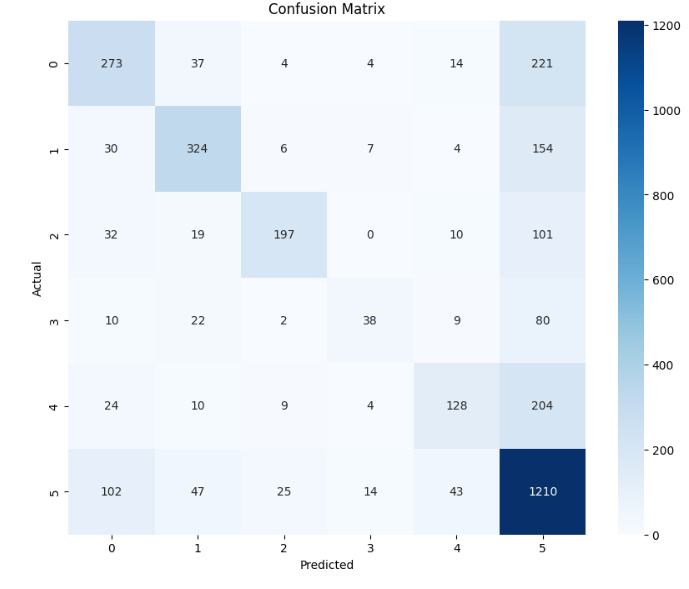 Confusion Matrix
0 273 37 4 4 14 221
1 30 324 6 7 4 154
2 32 19 197 0 10 101
3 10 22 2 38 9 80
4 24 10 9 4 128 204
5 102 47 25 14 43 1210
0 1 2 3 4 5
Actual
Predicted
1200
1000
800
600
400
200
0